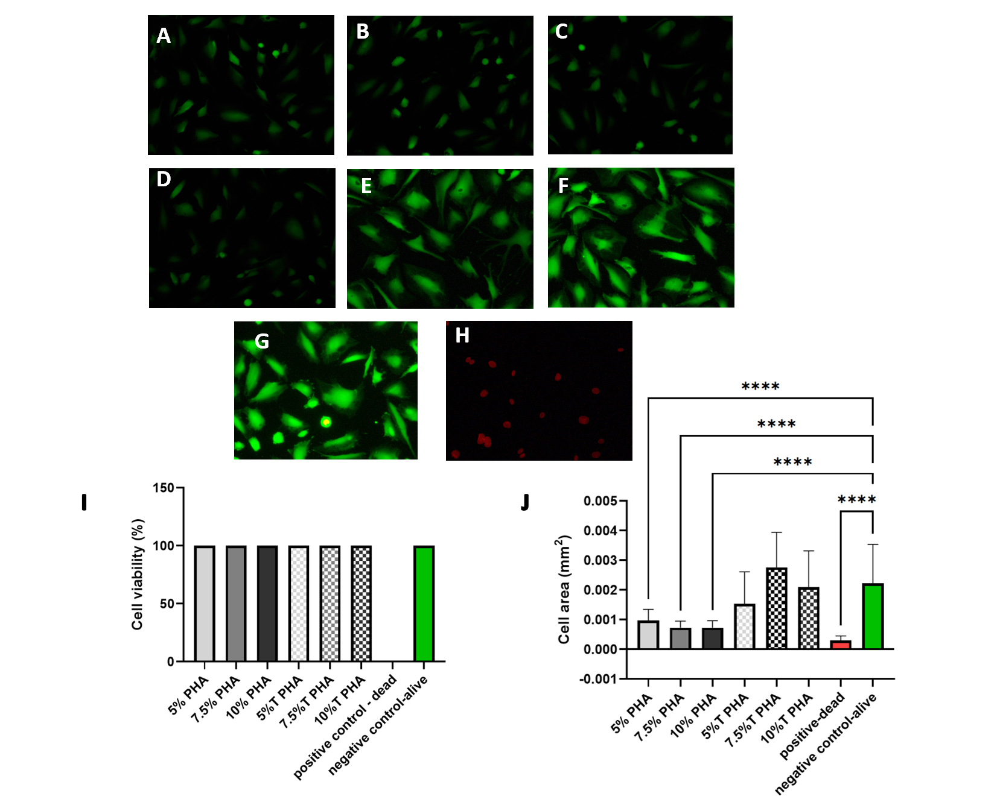 A
B
C
D
E
F
G
H
****
****
****
****
I
150
100
50
0
Cell viability (%)
5% PHA
7.5% PHA
10% PHA
5%T PHA
7.5%T PHA
10%T PHA
positive control - dead
negative control-alive
J
0.005
0.004
0.003
0.002
0.001
0.000
-0.001
Cell area (mm²)
5% PHA
7.5% PHA
10% PHA
5%T PHA
7.5%T PHA
10%T PHA
positive-dead
negative control-alive